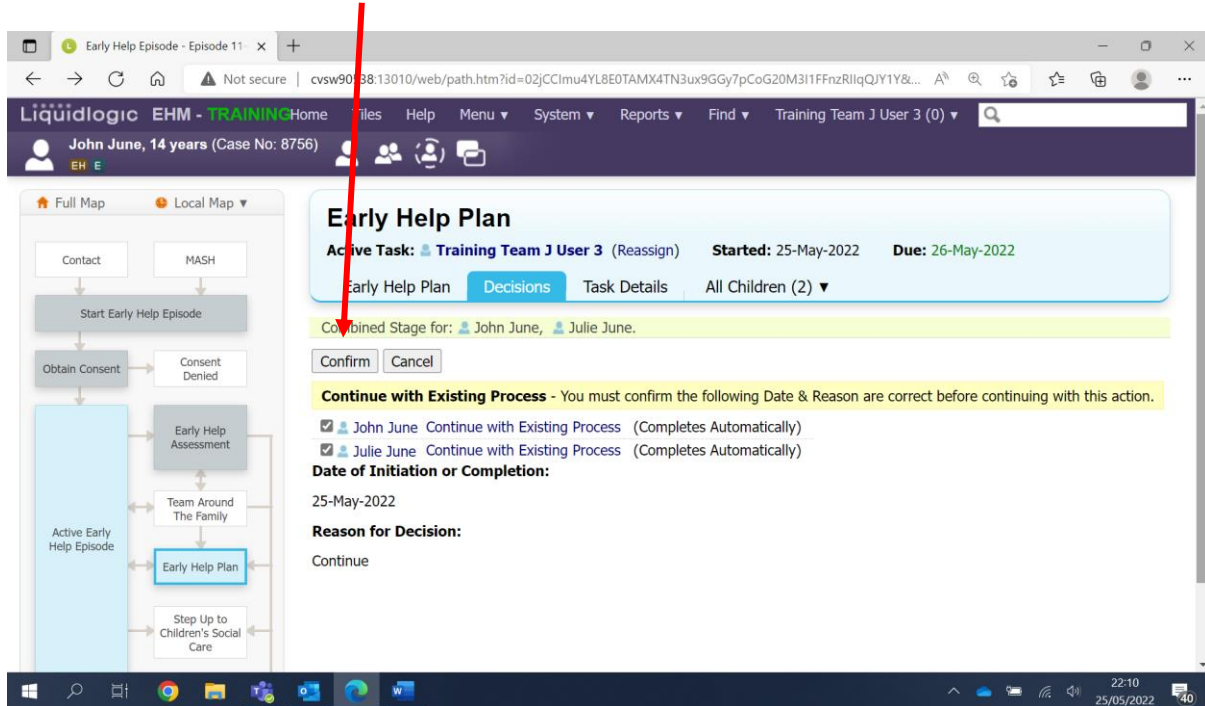 Early Help Episode - Episode 11-
Not secure | cvsw90538:13010/web/path.htm?id=02jCCImu4YL8E0TAMX4TN3ux9GGy7pCoG20M3I1FFnzRIIqQJY1Y&...
Liquidlogic EHM - TRAINING Home Tiles Help Menu System Reports Find Training Team J User 3 (0)
John June, 14 years (Case No: 8756)
EH E
Full Map Local Map
Contact MASH
Start Early Help Episode
Obtain Consent
Consent
Denied
Early Help
Assessment
Team Around
The Family
Active Early
Help Episode
Early Help Plan
Step Up to
Children's Social
Care
Early Help Plan
Active Task: Training Team J User 3 (Reassign) Started: 25-May-2022 Due: 26-May-2022
Early Help Plan Decisions Task Details All Children (2)
Combined Stage for: John June, Julie June.
Confirm Cancel
Continue with Existing Process - You must confirm the following Date & Reason are correct before continuing with this action.
John June Continue with Existing Process (Completes Automatically)
Julie June Continue with Existing Process (Completes Automatically)
Date of Initiation or Completion:
25-May-2022
Reason for Decision:
Continue
22:10
25/05/2022
40